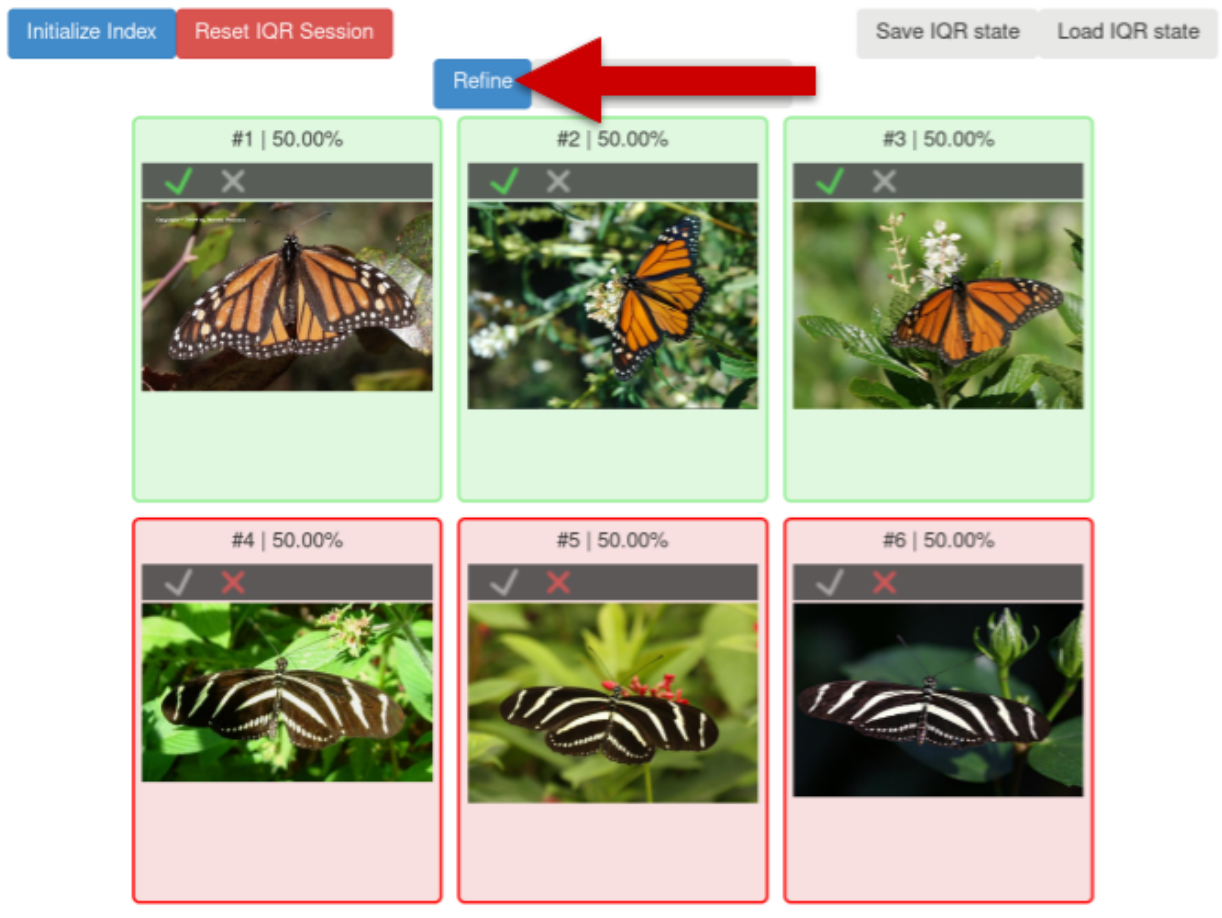 Initialize Index Reset IQR Session Save IQR state Load IQR state
Refine
#1 | 50.00% #2 | 50.00% #3 | 50.00%
#4 | 50.00% #5 | 50.00% #6 | 50.00%